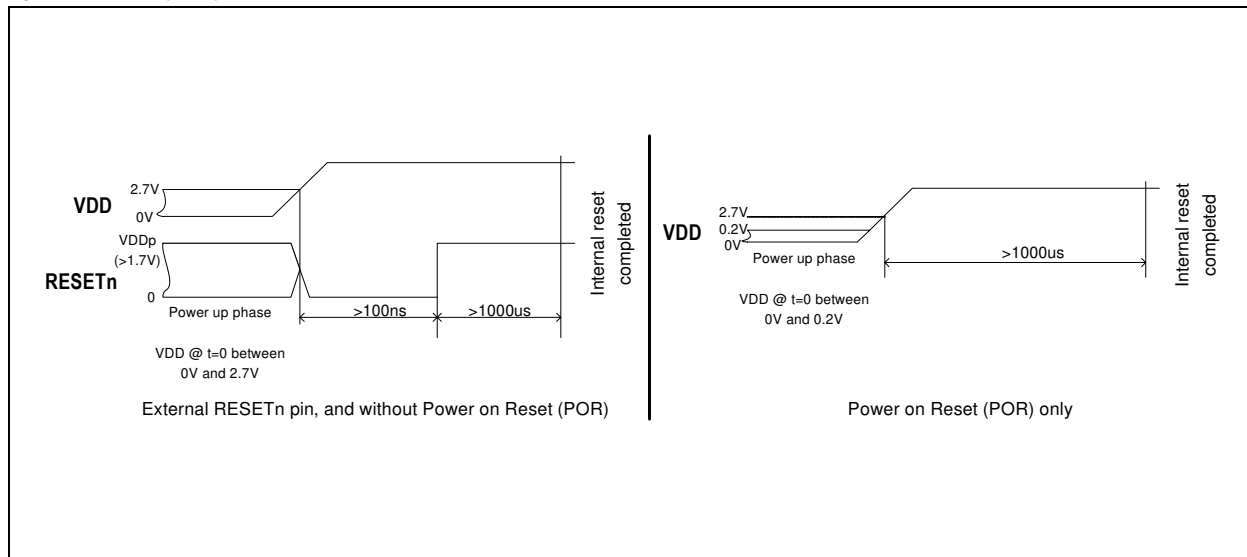 2.7V
VDD
0V
VDDp
(>1.7V)
RESETn
0
Power up phase
>100ns
>1000us
Internal reset
completed
VDD @ t=0 between
0V and 2.7V
External RESETn pin, and without Power on Reset (POR)
2.7V
VDD
0.2V
0V
Power up phase
>1000us
Internal reset
completed
VDD @ t=0 between
0V and 0.2V
Power on Reset (POR) only